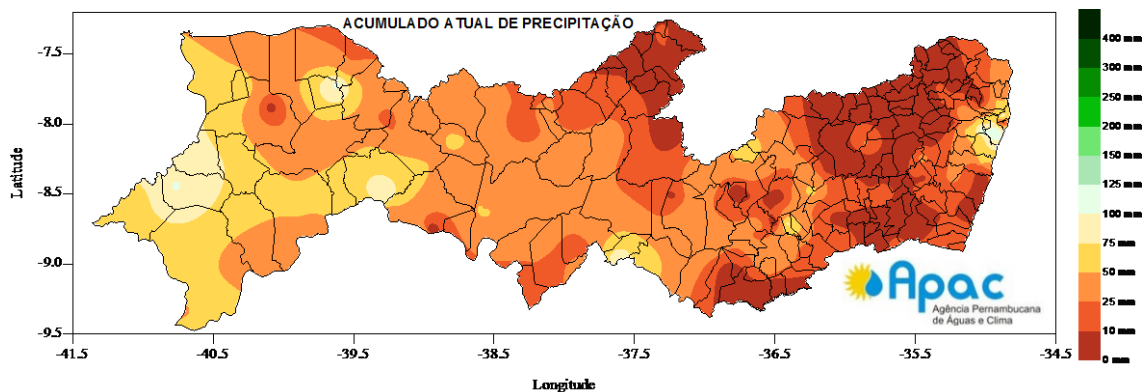 ACUMULADO ATUAL DE PRECIPITAÇÃO
Latitude
-7.5
-8.0
-8.5
-9.0
-9.5
-41.5 -40.5 -39.5 -38.5 -37.5 -36.5 -35.5 -34.5
Longitude
Apac
Agência Pernambucana
de Águas e Clima
400 mm
300 mm
250 mm
200 mm
150 mm
125 mm
100 mm
75 mm
50 mm
25 mm
10 mm
0 mm